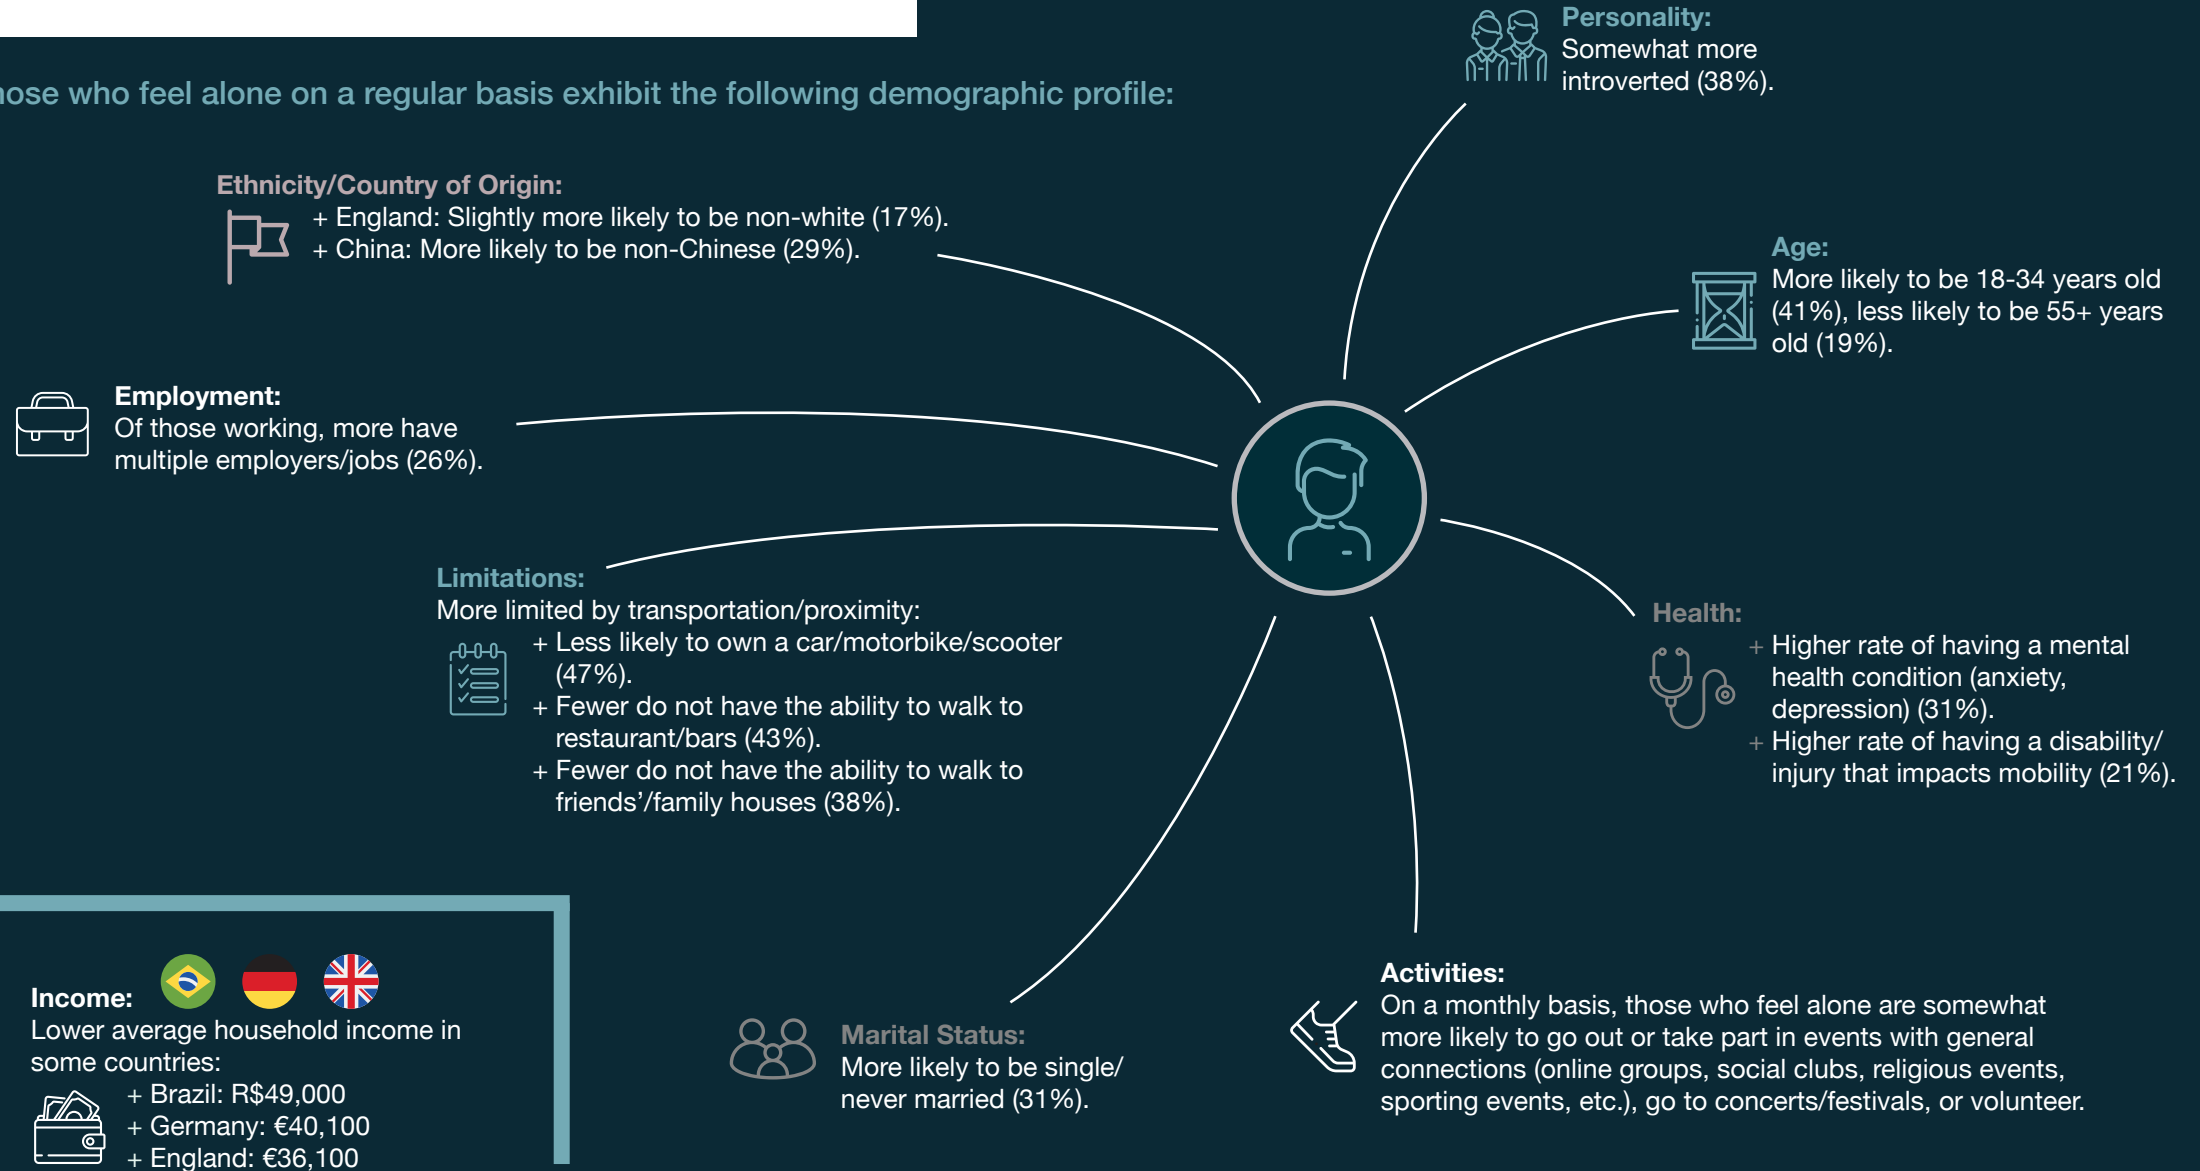 Personality:
Somewhat more
introverted (38%).
who feel alone on a regular basis exhibit the following demographic profile:
Ethnicity/Country of Origin:
+ England: Slightly more likely to be non-white (17%).
+ China: More likely to be non-Chinese (29%).
Age:
More likely to be 18-34 years old
(41%), less likely to be 55+ years
old (19%).
Employment:
Of those working, more have
multiple employers/jobs (26%).
Limitations:
More limited by transportation/proximity:
+ Less likely to own a car/motorbike/scooter
(47%).
+ Fewer do not have the ability to walk to
restaurant/bars (43%).
+ Fewer do not have the ability to walk to
friends’/family houses (38%).
Health:
+ Higher rate of having a mental
health condition (anxiety,
depression) (31%).
+ Higher rate of having a disability/
injury that impacts mobility (21%).
Income:
Lower average household income in
some countries:
+ Brazil: R$49,000
+ Germany: €40,100
+ England: €36,100
Marital Status:
More likely to be single/
never married (31%).
Activities:
On a monthly basis, those who feel alone are somewhat
more likely to go out or take part in events with general
connections (online groups, social clubs, religious events,
sporting events, etc.), go to concerts/festivals, or volunteer.